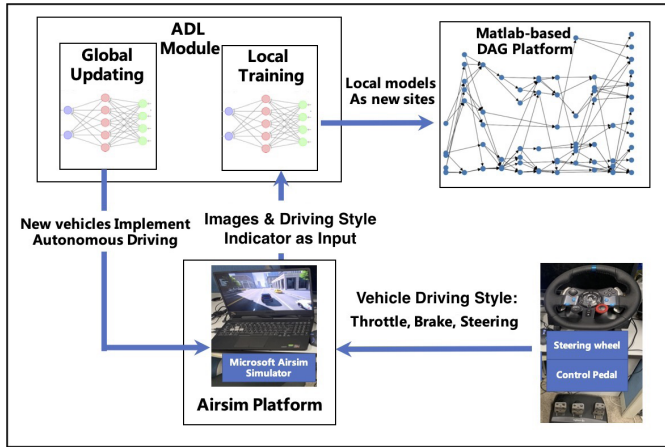 ADL
Module
Global
Updating
Local
Training
Matlab-based
DAG Platform
Local models
As new sites
New vehicles Implement
Autonomous Driving
Images & Driving Style
Indicator as Input
Vehicle Driving Style:
Throttle, Brake, Steering
Microsoft Airsim
Simulator
Airsim Platform
Steering wheel
Control Pedal